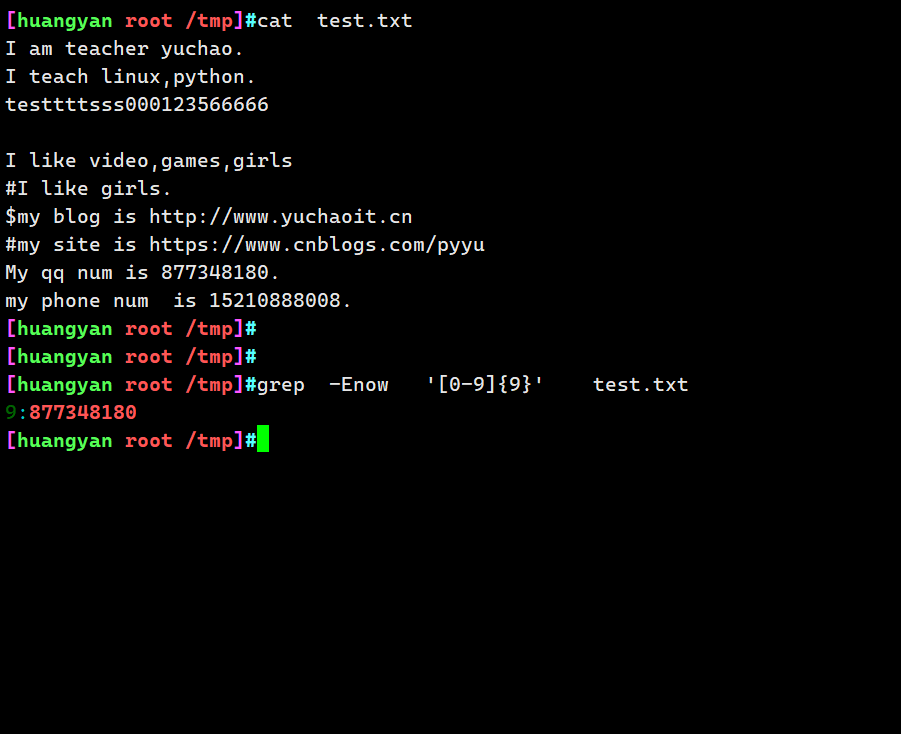 [huangyan root /tmp]#cat  test.txt
I am teacher yuchao.
I teach linux,python.
testtttsss000123566666

I like video,games,girls
#I like girls.
$my blog is http://www.yuchaoit.cn
#my site is https://www.cnblogs.com/pyyu
My qq num is 877348180.
my phone num  is 15210888008.
[huangyan root /tmp]#
[huangyan root /tmp]#
[huangyan root /tmp]#grep  -Enow   '[0-9]{9}'    test.txt
9:877348180
[huangyan root /tmp]#